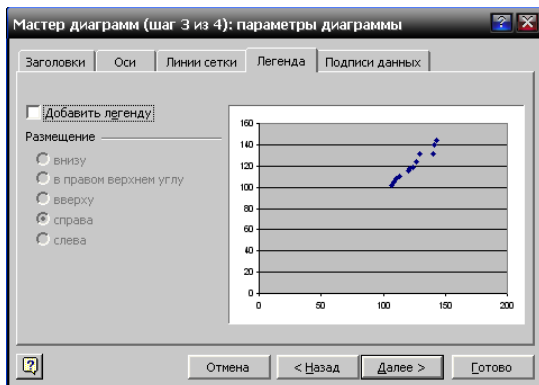 Мастер диаграмм (шаг 3 из 4): параметры диаграммы
Заголовки
Оси
Линии сетки
Легенда
Подписи данных
Добавить легенду
Размещение
внизу
в правом верхнем углу
вверху
справа
слева
160
140
120
100
80
60
40
20
0
0 50 100 150 200
Отмена
< Назад
Далее >
Готово